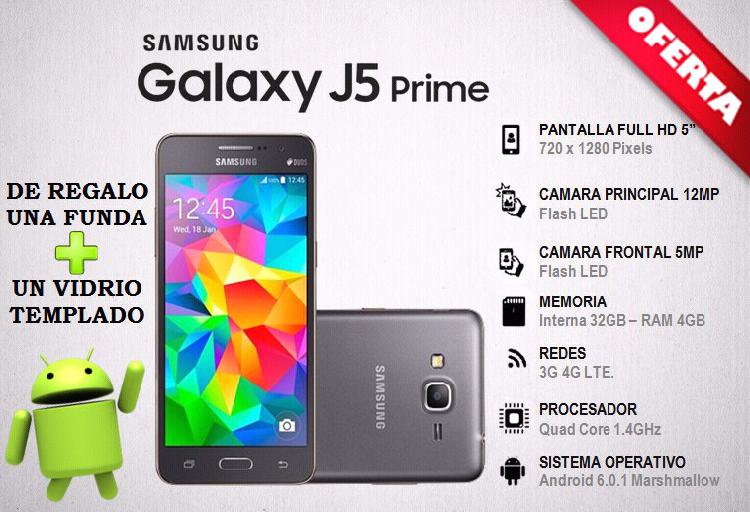 SAMSUNG
Galaxy J5 Prime
OFERTA
DE REGALO
UNA FUNDA
UN VIDRIO
TEMPLADO
SAMSUNG
DUOS
12:45
12:45
Wed, 18 Jan
SAMSUNG
PANTALLA FULL HD 5”
720 x 1280 Pixels
CAMARA PRINCIPAL 12MP
Flash LED
CAMARA FRONTAL 5MP
Flash LED
MEMORIA
Interna 32GB – RAM 4GB
REDES
3G 4G LTE.
PROCESADOR
Quad Core 1.4GHz
SISTEMA OPERATIVO
Android 6.0.1 Marshmallow